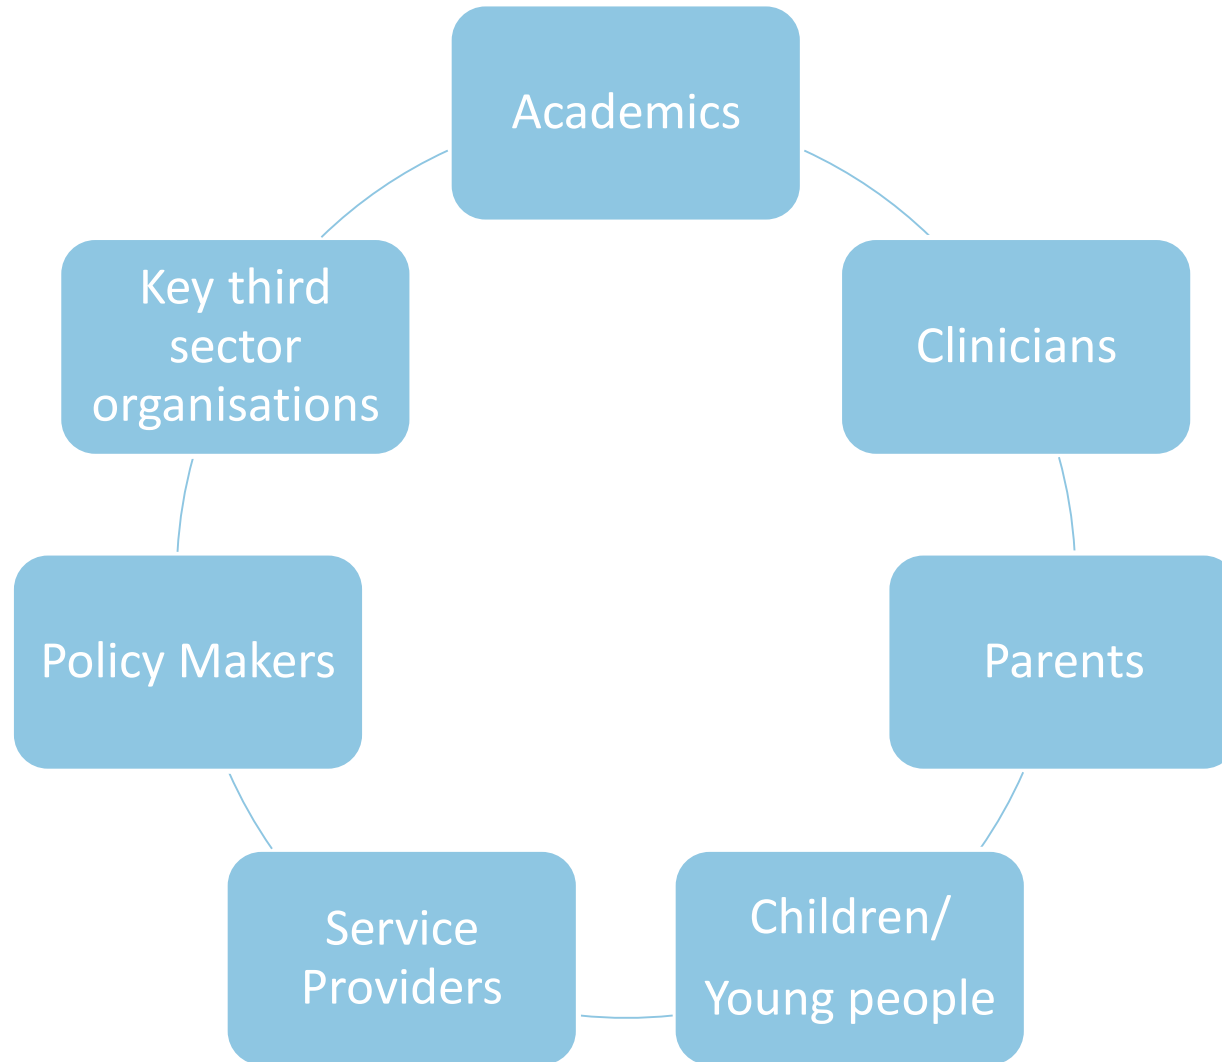 Academics
Clinicians
Parents
Children/
Young people
Service
Providers
Policy Makers
Key third
sector
organisations